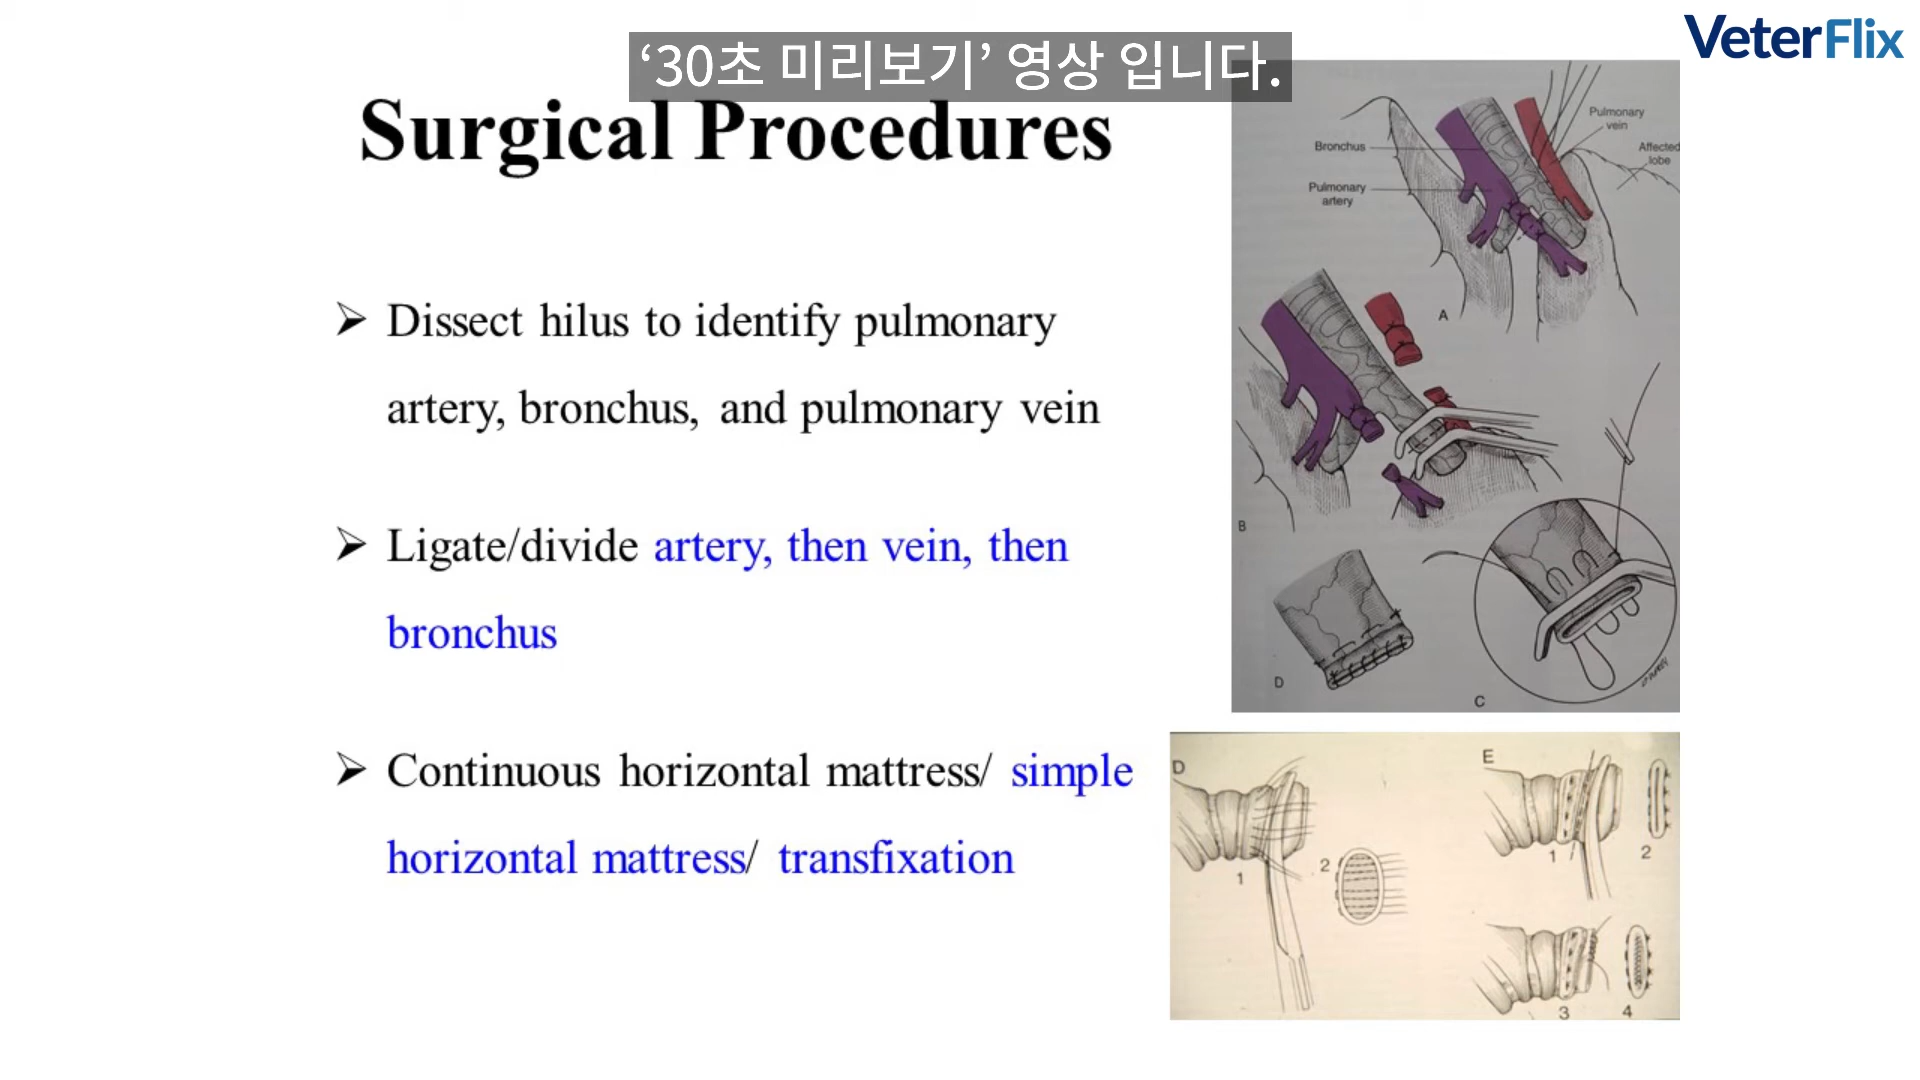 VeterFlix
‘30초 미리보기’ 영상 입니다.
Surgical Procedures
➢ Dissect hilus to identify pulmonary
artery, bronchus, and pulmonary vein
➢ Ligate/divide artery, then vein, then
bronchus
➢ Continuous horizontal mattress/ simple
horizontal mattress/ transfixation
Pulmonary
vein
Bronchus
Affected
lobe
Pulmonary
artery
A
B
D
C
D
E
1
2
1
2
3
4